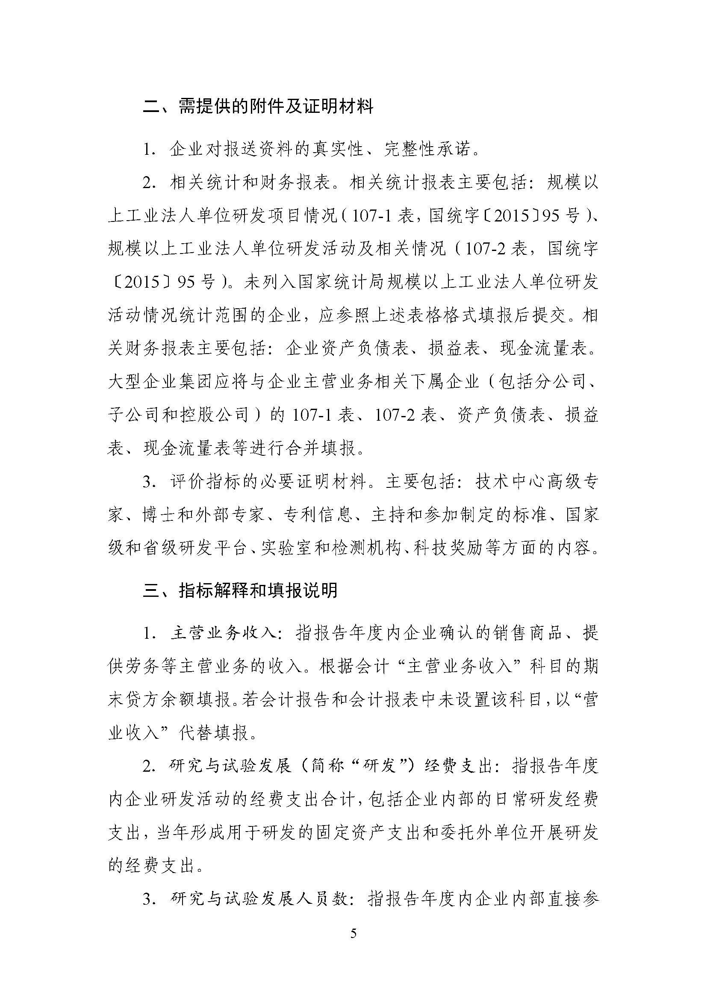 二、需提供的附件及证明材料
1. 企业对报送资料的真实性、完整性承诺。
2. 相关统计和财务报表。相关统计报表主要包括：规模以
上工业法人单位研发项目情况（107-1 表，国统字〔2015〕95 号）、
规模以上工业法人单位研发活动及相关情况（107-2 表，国统字
〔2015〕95 号）。未列入国家统计局规模以上工业法人单位研发
活动情况统计范围的企业，应参照上述表格格式填报后提交。相
关财务报表主要包括：企业资产负债表、损益表、现金流量表。
大型企业集团应将与企业主营业务相关下属企业（包括分公司、
子公司和控股公司）的 107-1 表、107-2 表、资产负债表、损益
表、现金流量表等进行合并填报。
3. 评价指标的必要证明材料。主要包括：技术中心高级专
家、博士和外部专家、专利信息、主持和参加制定的标准、国家
级和省级研发平台、实验室和检测机构、科技奖励等方面的内容。
三、指标解释和填报说明
1. 主营业务收入：指报告年度内企业确认的销售商品、提
供劳务等主营业务的收入。根据会计“主营业务收入”科目的期
末贷方余额填报。若会计报告和会计报表中未设置该科目，以“营
业收入”代替填报。
2. 研究与试验发展（简称“研发”）经费支出：指报告年度
内企业研发活动的经费支出合计，包括企业内部的日常研发经费
支出，当年形成用于研发的固定资产支出和委托外单位开展研发
的经费支出。
3. 研究与试验发展人员数：指报告年度内企业内部直接参
5